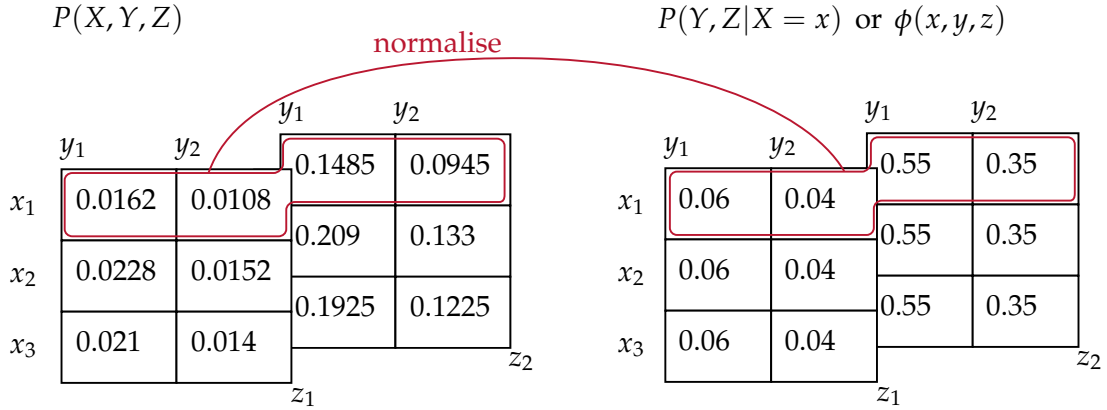 P(X, Y, Z) P(Y, Z|X = x) or ϕ(x, y, z)
normalise
y₁ y₂ y₁ y₂
y₁ y₂ y₁ y₂
0.1485 0.0945 0.55 0.35
x₁ 0.0162 0.0108 x₁ 0.06 0.04
0.209 0.133 0.55 0.35
x₂ 0.0228 0.0152 x₂ 0.06 0.04
0.1925 0.1225 0.55 0.35
x₃ 0.021 0.014 x₃ 0.06 0.04
z₂ z₂
z₁ z₁